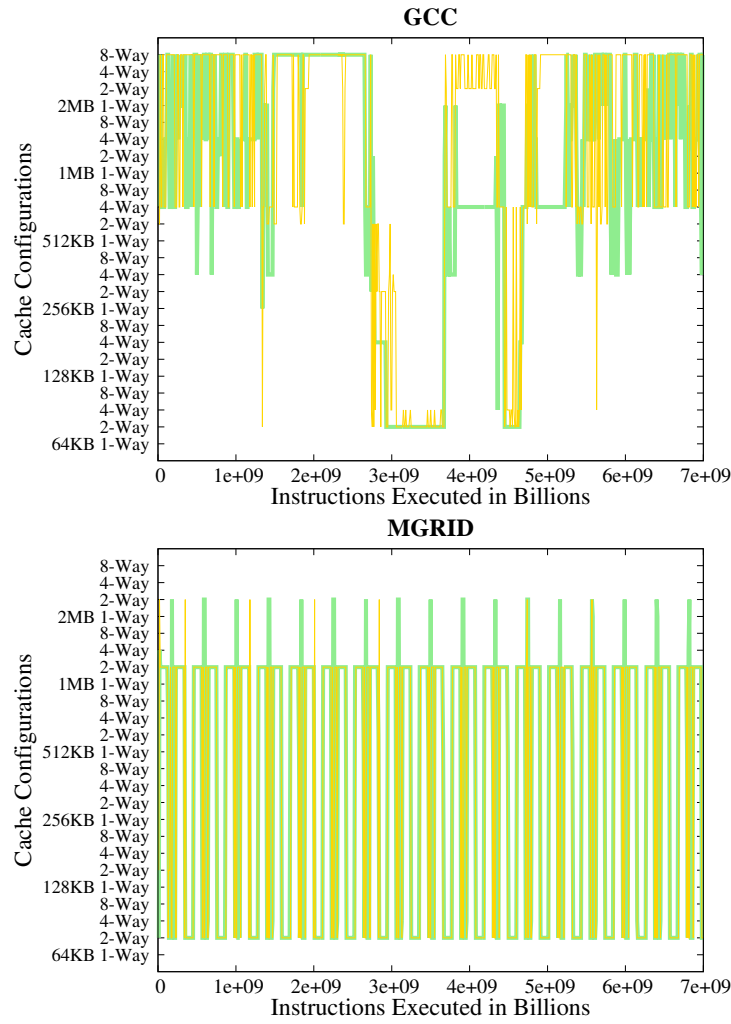 GCC
8-Way
4-Way
2-Way
2MB 1-Way
8-Way
4-Way
2-Way
1MB 1-Way
8-Way
4-Way
2-Way
512KB 1-Way
8-Way
4-Way
2-Way
256KB 1-Way
8-Way
4-Way
2-Way
128KB 1-Way
8-Way
4-Way
2-Way
64KB 1-Way
Cache Configurations
0 1e+09 2e+09 3e+09 4e+09 5e+09 6e+09 7e+09
Instructions Executed in Billions
MGRID
8-Way
4-Way
2-Way
2MB 1-Way
8-Way
4-Way
2-Way
1MB 1-Way
8-Way
4-Way
2-Way
512KB 1-Way
8-Way
4-Way
2-Way
256KB 1-Way
8-Way
4-Way
2-Way
128KB 1-Way
8-Way
4-Way
2-Way
64KB 1-Way
Cache Configurations
0 1e+09 2e+09 3e+09 4e+09 5e+09 6e+09 7e+09
Instructions Executed in Billions